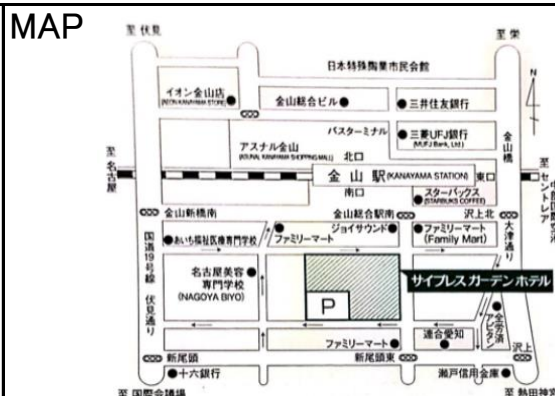 MAP
至 伏見
至 栄
日本特殊陶業市民会館
N
イオン金山店
(AEON KANAYAMA STORE)
金山総合ビル
三井住友銀行
バスターミナル
三菱UFJ銀行
(MUFJ Bank, Ltd.)
金山橋
アスナル金山
(ASUNAL KANAYAMA SHOPPING MALL)
北口
至 名古屋
金山駅(KANAYAMA STATION)
東口
至 セントレア
中部国際空港
南口
スターバックス
(STARBUKS COFFEE)
金山新橋南
金山総合駅南
沢上北
あいち福祉医療専門学校
ジョイサウンド
ファミリーマート
ファミリーマート
(Family Mart)
大津通り
国道19号線 伏見通り
名古屋美容
専門学校
(NAGOYA BIYO)
P
サイプレスガーデンホテル
全労済
ピタン
ファミリーマート
連合愛知
新尾頭
新尾頭東
沢上
十六銀行
瀬戸信用金庫
至 国際会議場
至 熱田神宮